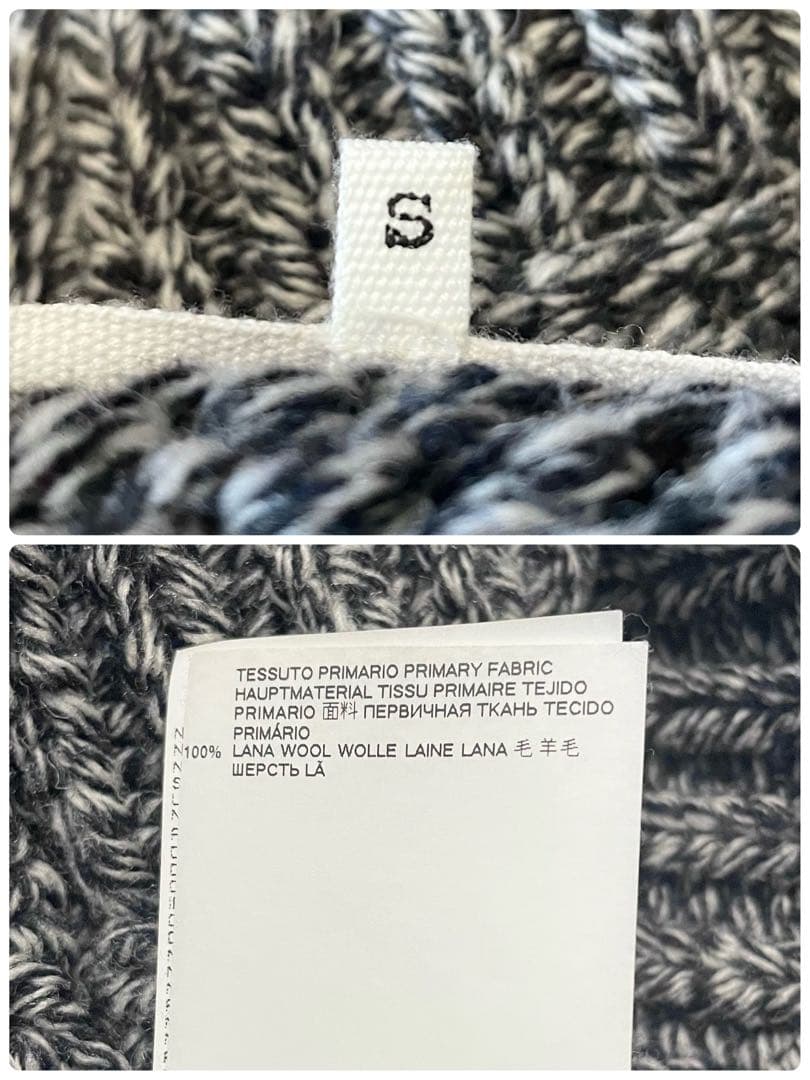 S
TESSUTO PRIMARIO PRIMARY FABRIC
HAUPTMATERIAL TISSU PRIMAIRE TEJIDO
PRIMARIO 面料 ПЕРВИЧНАЯ ТКАНЬ TECIDO
PRIMÁRIO
100% LANA WOOL WOLLE LAINE LANA 毛 羊毛
ШЕРСТЬ LÃ